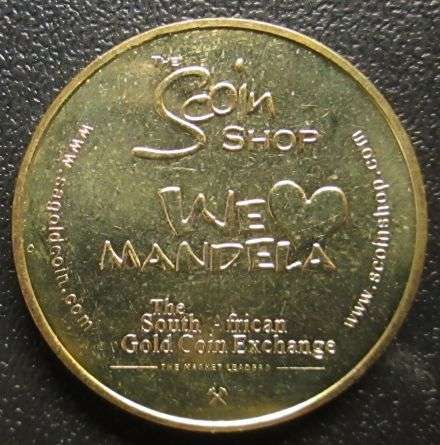 THE
Scoin
SHOP
WE
MANDELA
The
South African
Gold Coin Exchange
THE MARKET LEADERS
www.sagoldcoin.com
www.scoinshop.com